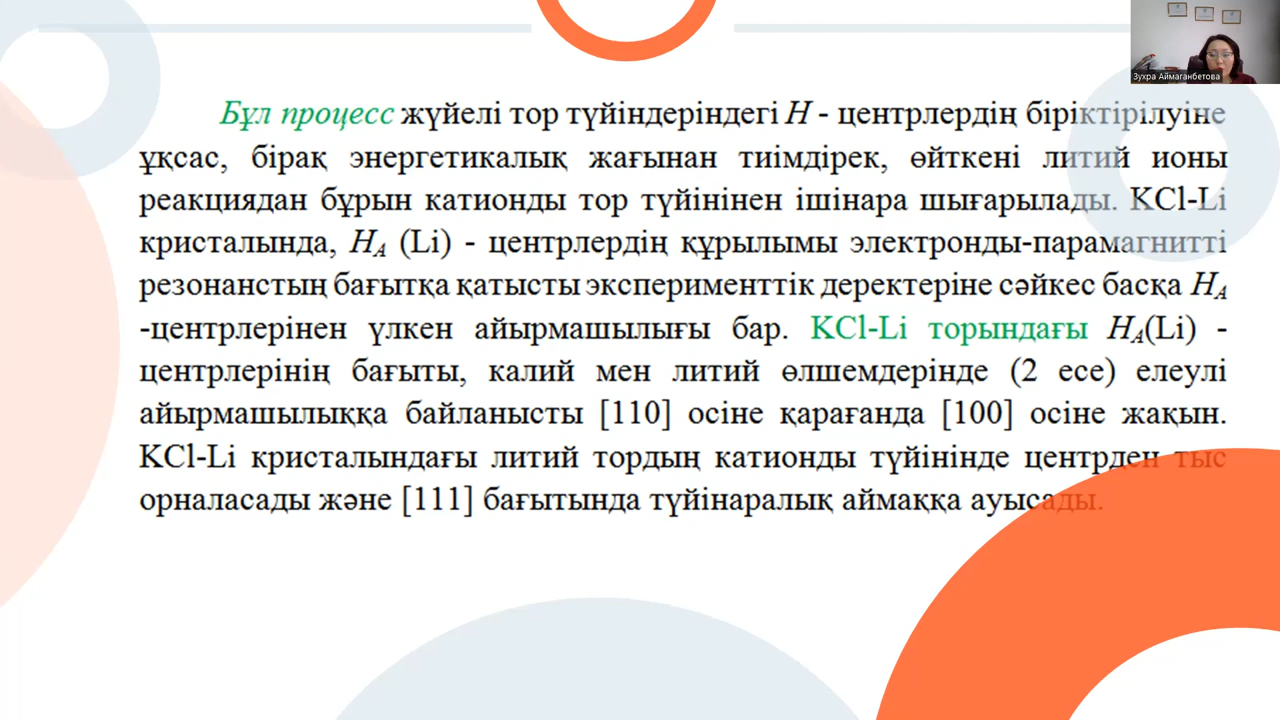 Зухра Аймаганбетова
Бұл процесс жүйелі тор түйіндеріндегі H - центрлердің біріктірілуіне
ұқсас, бірақ энергетикалық жағынан тиімдірек, өйткені литий ионы
реакциядан бұрын катионды тор түйінінен ішінара шығарылады. KCl-Li
кристалында, HA (Li) - центрлердің құрылымы электронды-парамагнитті
резонанстың бағытқа қатысты эксперименттік деректеріне сәйкес басқа HA
-центрлерінен үлкен айырмашылығы бар. KCl-Li торындағы HA(Li) -
центрлерінің бағыты, калий мен литий өлшемдерінде (2 есе) елеулі
айырмашылыққа байланысты [110] осіне қарағанда [100] осіне жақын.
KCl-Li кристалындағы литий тордың катионды түйінінде центрден тыс
орналасады және [111] бағытында түйінаралық аймаққа ауысады.